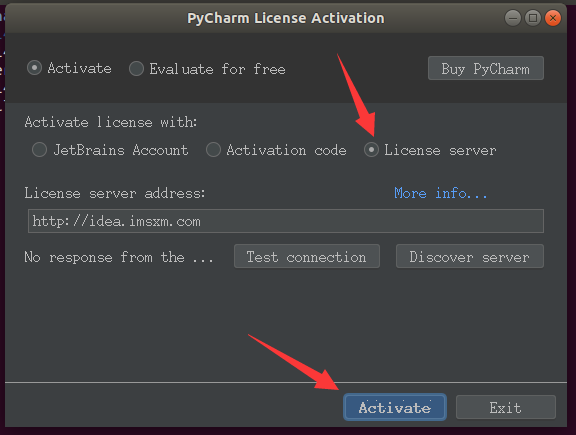 PyCharm License Activation
Activate Evaluate for free Buy PyCharm
Activate license with:
JetBrains Account Activation code License server
License server address: More info...
http://idea.imsxm.com
No response from the ... Test connection Discover server
Activate Exit